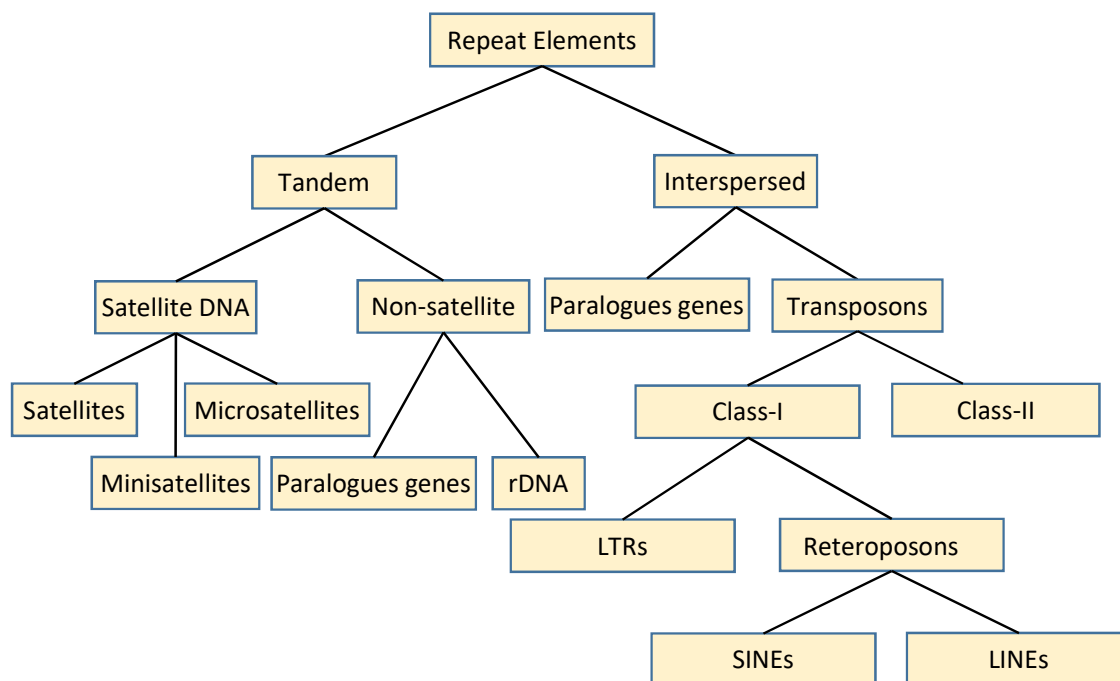 Repeat Elements
Tandem
Interspersed
Satellite DNA
Non-satellite
Paralogues genes
Transposons
Satellites
Microsatellites
Class-I
Class-II
Minisatellites
Paralogues genes
rDNA
LTRs
Reteroposons
SINEs
LINEs